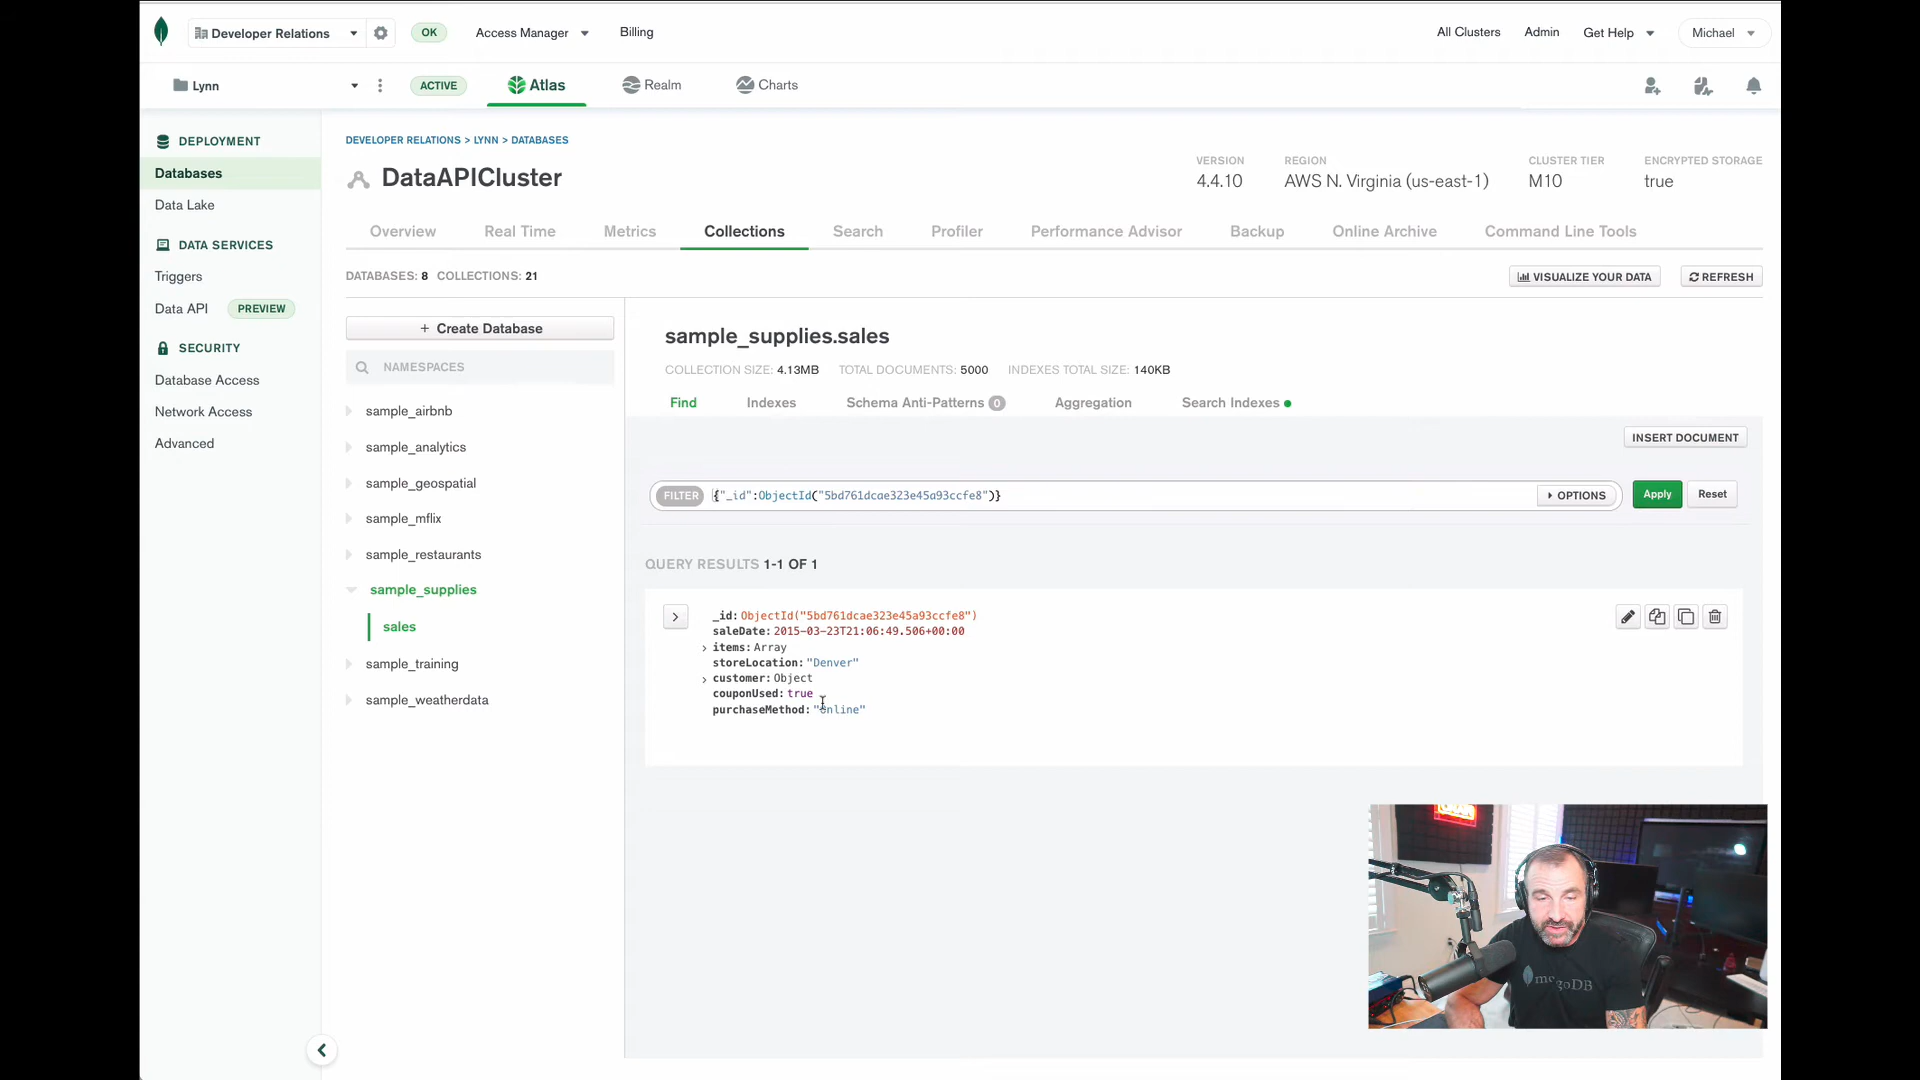 Developer Relations
OK
Access Manager
Billing
All Clusters
Admin
Get Help
Michael
Lynn
ACTIVE
Atlas
Realm
Charts
DEPLOYMENT
Databases
Data Lake
DATA SERVICES
Triggers
Data API PREVIEW
SECURITY
Database Access
Network Access
Advanced
DEVELOPER RELATIONS > LYNN > DATABASES
DataAPICluster
VERSION
4.4.10
REGION
AWS N. Virginia (us-east-1)
CLUSTER TIER
M10
ENCRYPTED STORAGE
true
Overview
Real Time
Metrics
Collections
Search
Profiler
Performance Advisor
Backup
Online Archive
Command Line Tools
DATABASES: 8 COLLECTIONS: 21
VISUALIZE YOUR DATA
REFRESH
+ Create Database
NAMESPACES
sample_airbnb
sample_analytics
sample_geospatial
sample_mflix
sample_restaurants
sample_supplies
sales
sample_training
sample_weatherdata
sample_supplies.sales
COLLECTION SIZE: 4.13MB TOTAL DOCUMENTS: 5000 INDEXES TOTAL SIZE: 140KB
Find
Indexes
Schema Anti-Patterns 0
Aggregation
Search Indexes
INSERT DOCUMENT
FILTER {"_id":ObjectId("5bd761dcae323e45a93ccfe8")}
OPTIONS
Apply
Reset
QUERY RESULTS 1-1 OF 1
_id: ObjectId("5bd761dcae323e45a93ccfe8")
saleDate: 2015-03-23T21:06:49.506+00:00
items: Array
storeLocation: "Denver"
customer: Object
couponUsed: true
purchaseMethod: "Online"
mongoDB